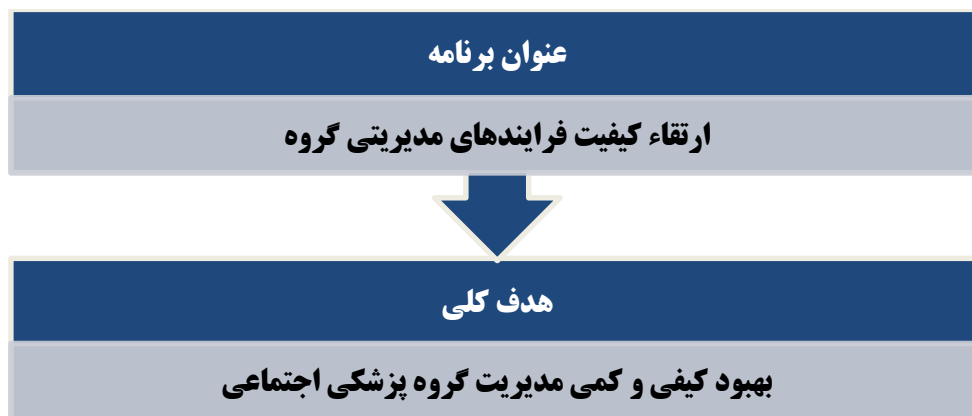 عنوان برنامه
ارتقاء کیفیت فرایندهای مدیریتی گروه
هدف کلی
بهبود کیفی و کمی مدیریت گروه پزشکی اجتماعی